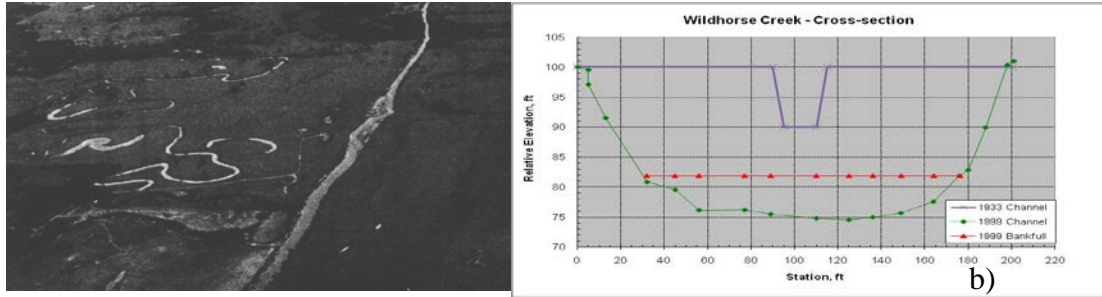 Wildhorse Creek - Cross-section
105
100
95
90
85
80
75
70
Relative Elevation, ft
0 20 40 60 80 100 120 140 160 180 200 220
Station, ft
1933 Channel
1999 Channel
1999 Bankfull
b)